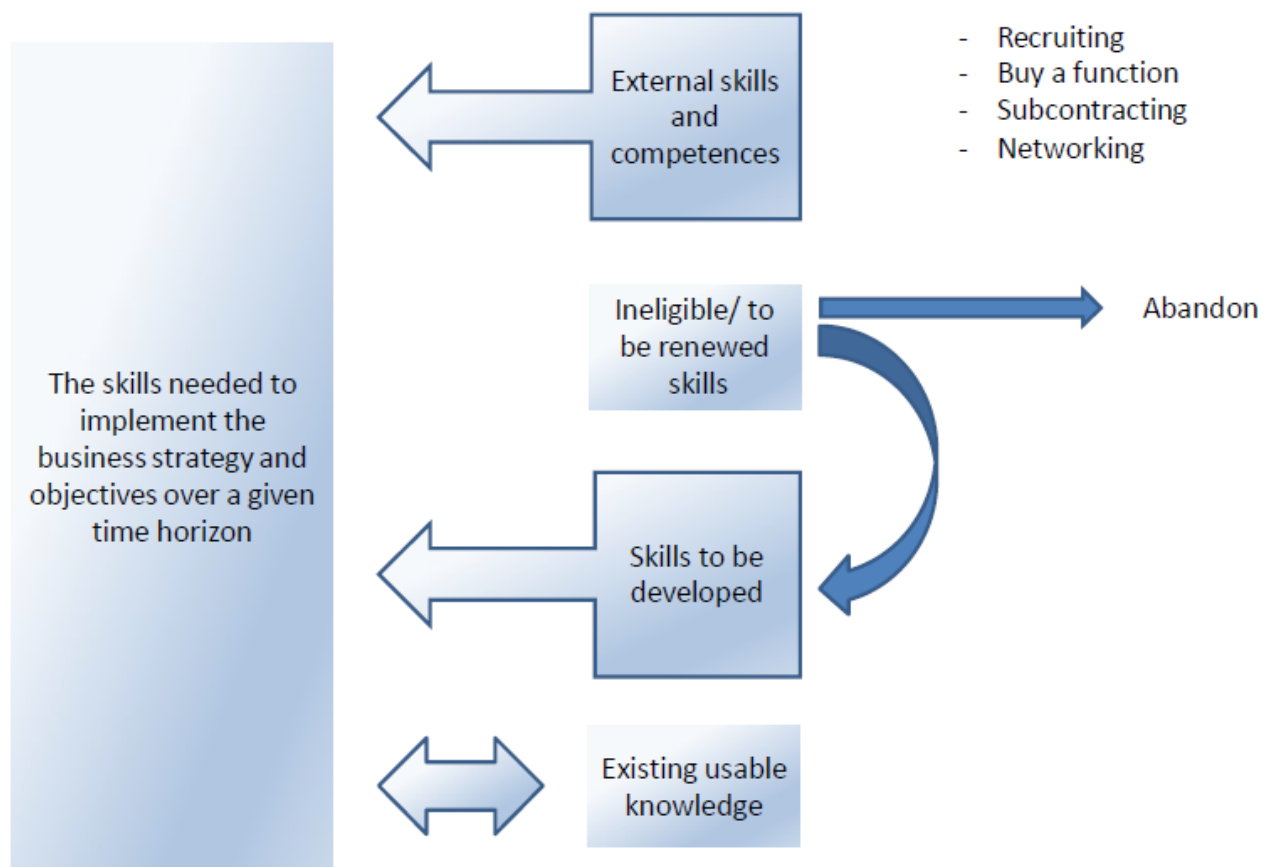 The skills needed to
implement the
business strategy and
objectives over a given
time horizon
External skills
and
competences
- Recruiting
- Buy a function
- Subcontracting
- Networking
Ineligible/ to
be renewed
skills
Abandon
Skills to be
developed
Existing usable
knowledge